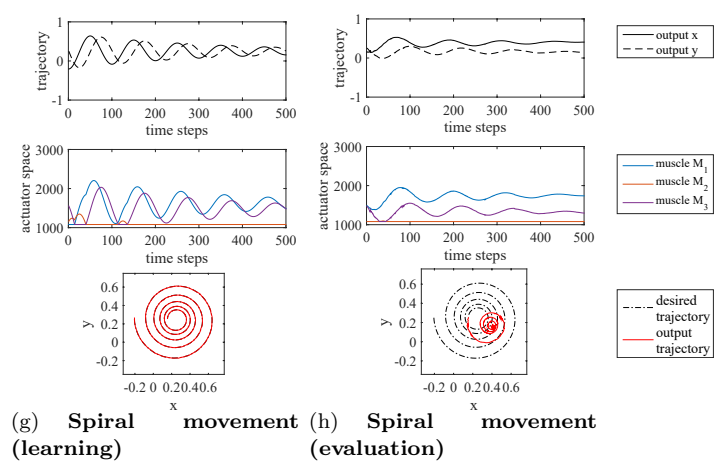 trajectory
1
0
-1
0 100 200 300 400 500
time steps
trajectory
1
0
-1
0 100 200 300 400 500
time steps
output x
output y
actuator space
3000
2000
1000
0 100 200 300 400 500
time steps
actuator space
3000
2000
1000
0 100 200 300 400 500
time steps
muscle M1
muscle M2
muscle M3
y
0.6
0.4
0.2
0
-0.2
-0.2 0 0.2 0.4 0.6
x
y
0.6
0.4
0.2
0
-0.2
-0.2 0 0.2 0.4 0.6
x
desired
trajectory
output
trajectory
(g) Spiral movement
(learning)
(h) Spiral movement
(evaluation)